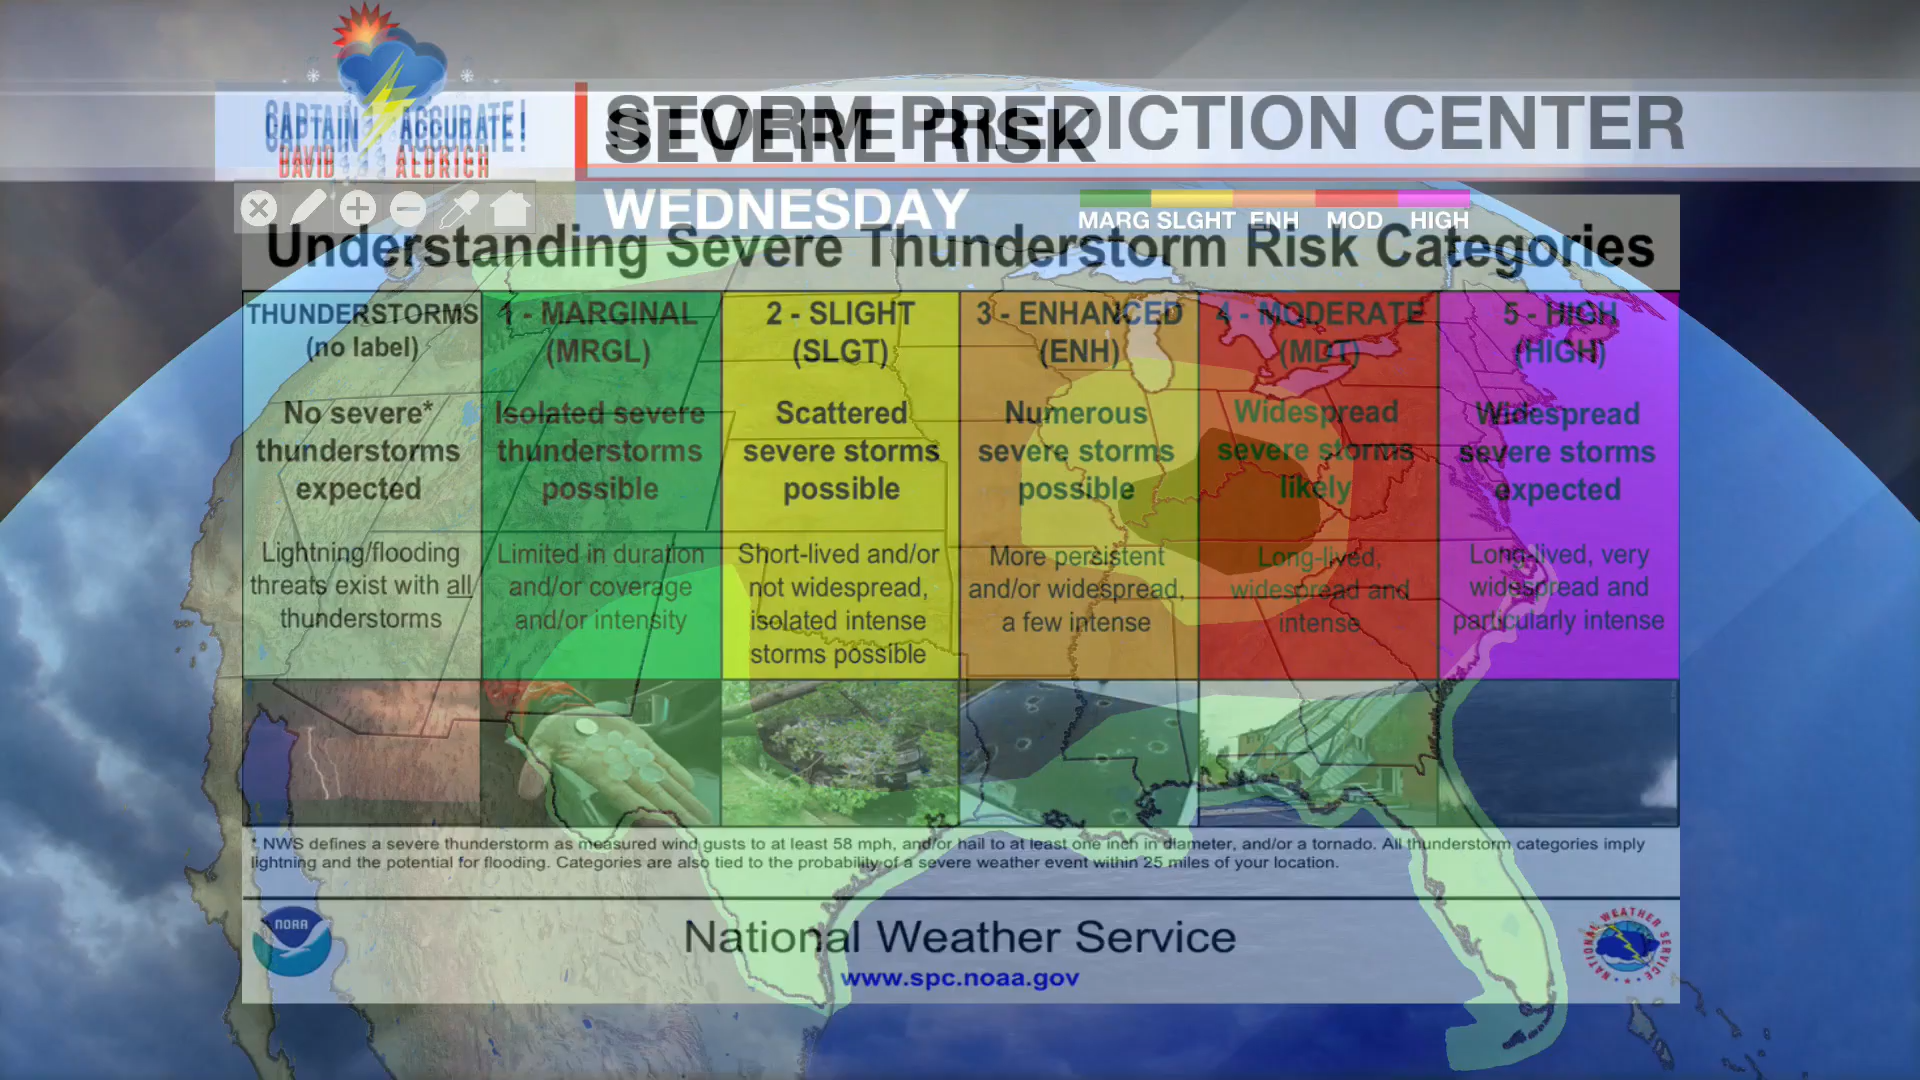 CAPTAIN ACCURATE!
DAVID ALDRICH
STORM PREDICTION CENTER
SEVERE RISK
WEDNESDAY
MARG SLGHT ENH MOD HIGH
Understanding Severe Thunderstorm Risk Categories
THUNDERSTORMS
(no label)
No severe*
thunderstorms
expected
Lightning/flooding
threats exist with all
thunderstorms
1 - MARGINAL
(MRGL)
Isolated severe
thunderstorms
possible
Limited in duration
and/or coverage
and/or intensity
2 - SLIGHT
(SLGT)
Scattered
severe storms
possible
Short-lived and/or
not widespread,
isolated intense
storms possible
3 - ENHANCED
(ENH)
Numerous
severe storms
possible
More persistent
and/or widespread,
a few intense
4 - MODERATE
(MDT)
Widespread
severe storms
likely
Long-lived,
widespread and
intense
5 - HIGH
(HIGH)
Widespread
severe storms
expected
Long-lived, very
widespread and
particularly intense
* NWS defines a severe thunderstorm as measured wind gusts to at least 58 mph, and/or hail to at least one inch in diameter, and/or a tornado. All thunderstorm categories imply
lightning and the potential for flooding. Categories are also tied to the probability of a severe weather event within 25 miles of your location.
NOAA
National Weather Service
www.spc.noaa.gov
NATIONAL WEATHER SERVICE